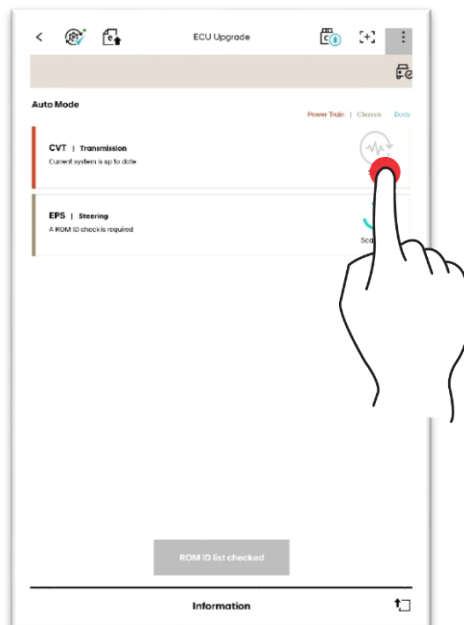 ECU Upgrade
Auto Mode
Power Train | Chassis Body
CVT | Transmission
Current system is up to date
EPS | Steering
A ROM ID check is required
ROM ID list checked
Information